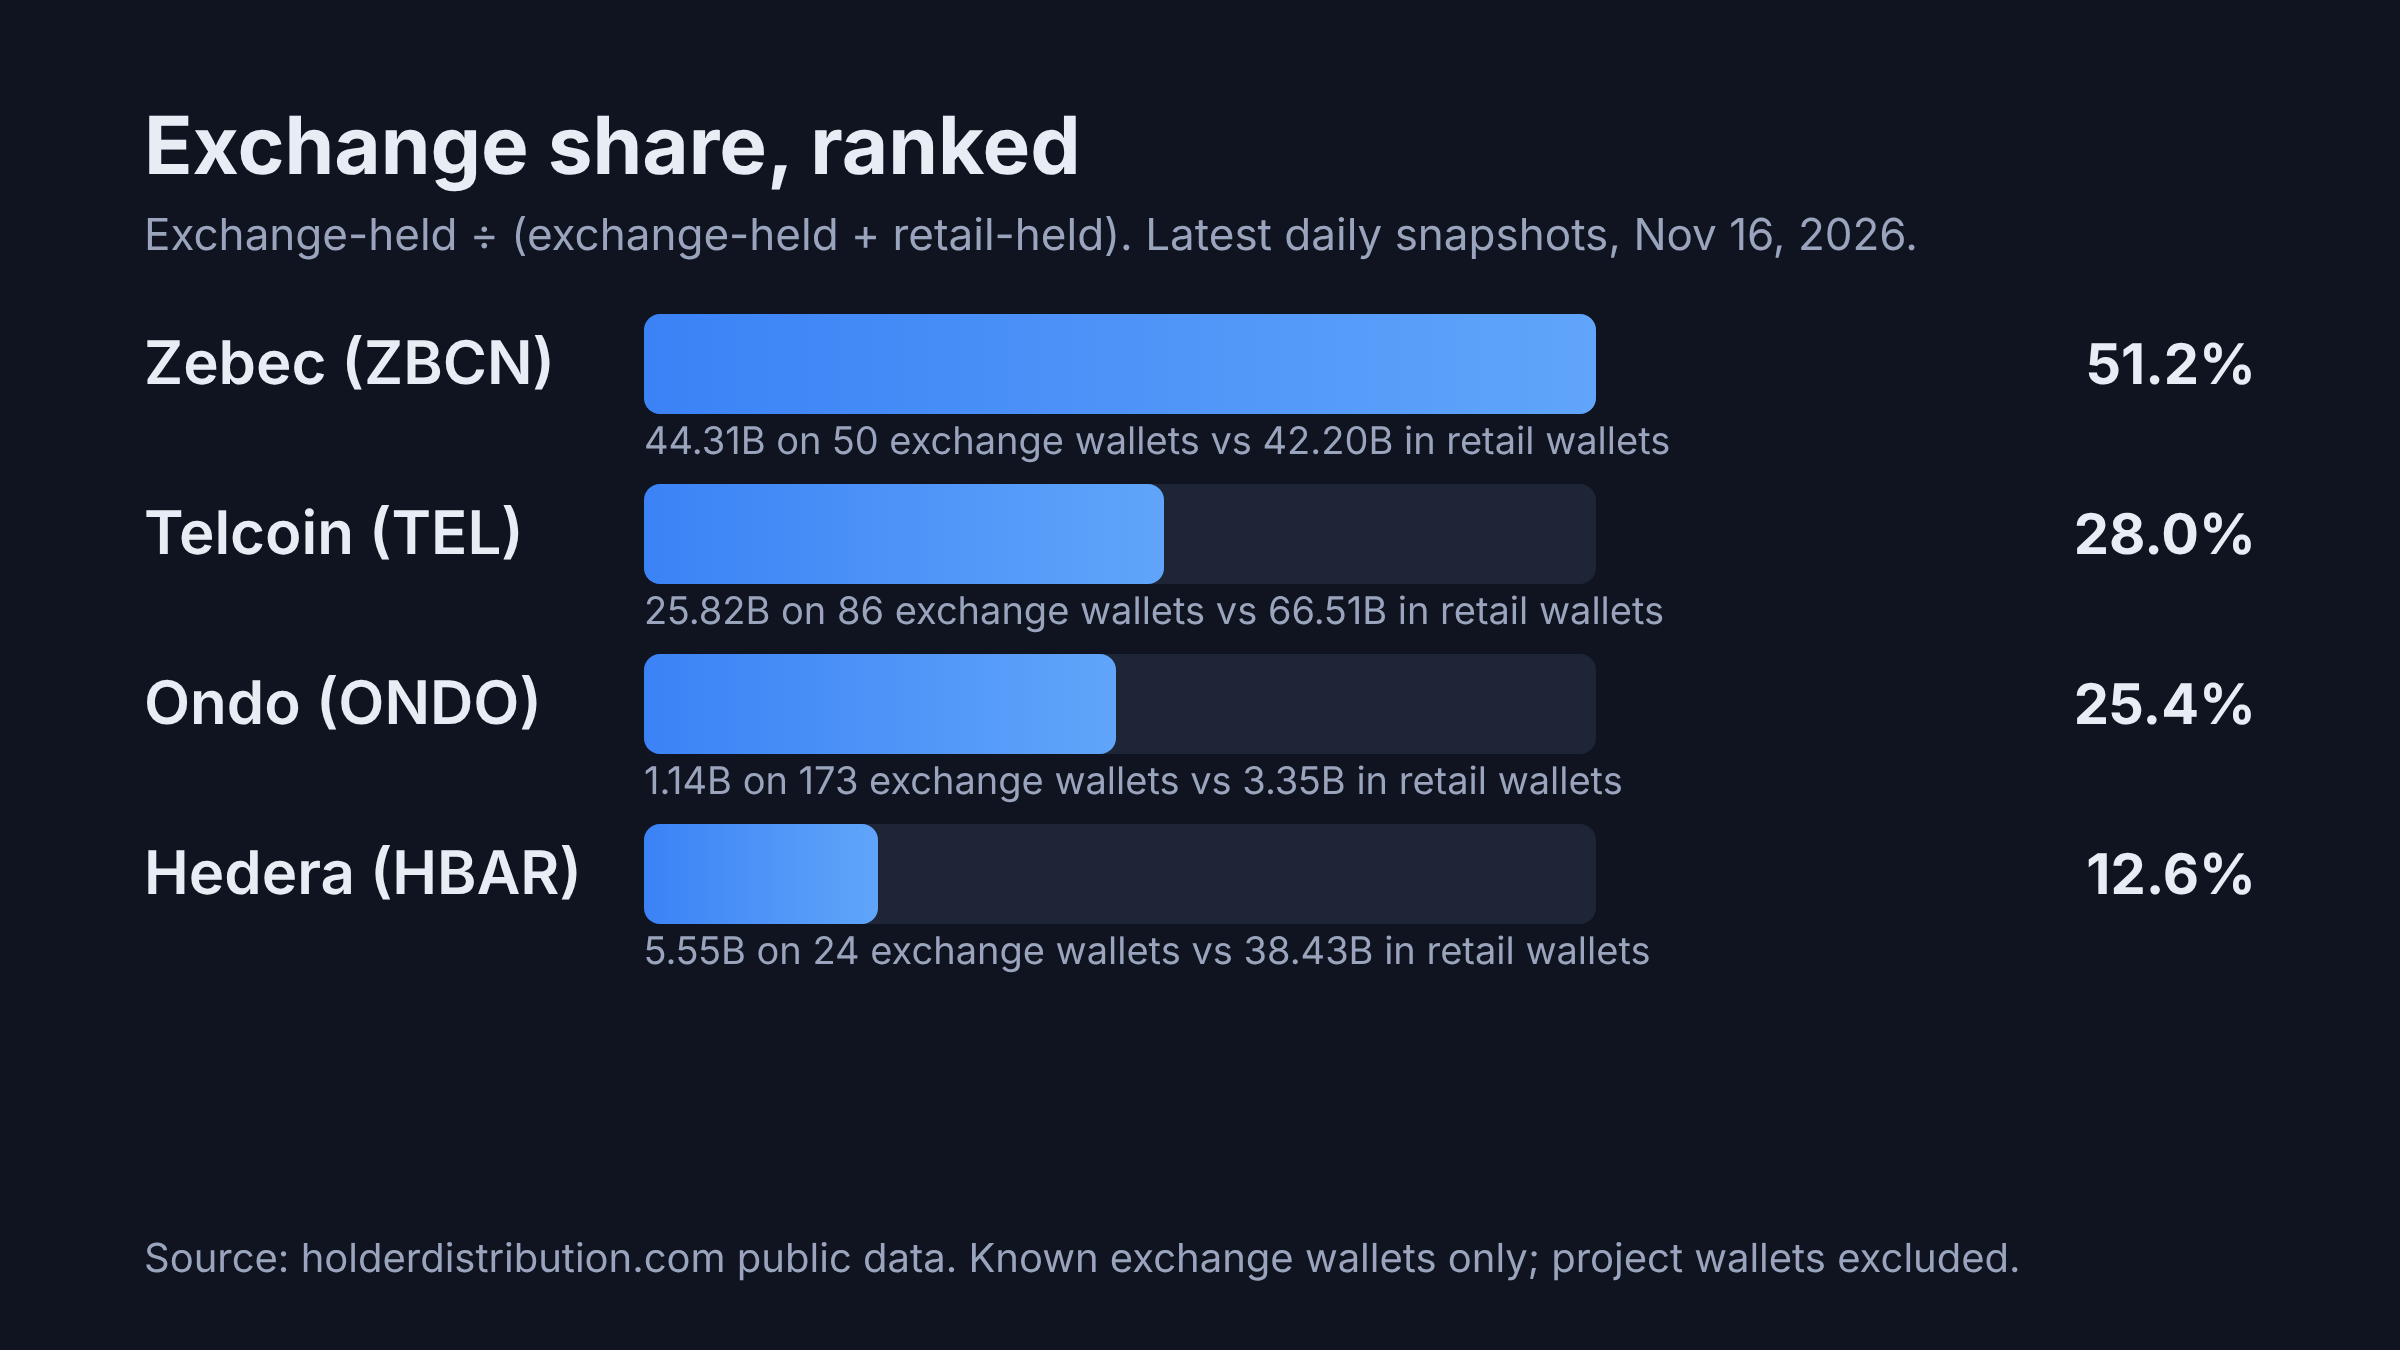 Exchange share, ranked
Exchange-held ÷ (exchange-held + retail-held). Latest daily snapshots, Nov 16, 2026.
Zebec (ZBCN)
51.2%
44.31B on 50 exchange wallets vs 42.20B in retail wallets
Telcoin (TEL)
28.0%
25.82B on 86 exchange wallets vs 66.51B in retail wallets
Ondo (ONDO)
25.4%
1.14B on 173 exchange wallets vs 3.35B in retail wallets
Hedera (HBAR)
12.6%
5.55B on 24 exchange wallets vs 38.43B in retail wallets
Source: holderdistribution.com public data. Known exchange wallets only; project wallets excluded.